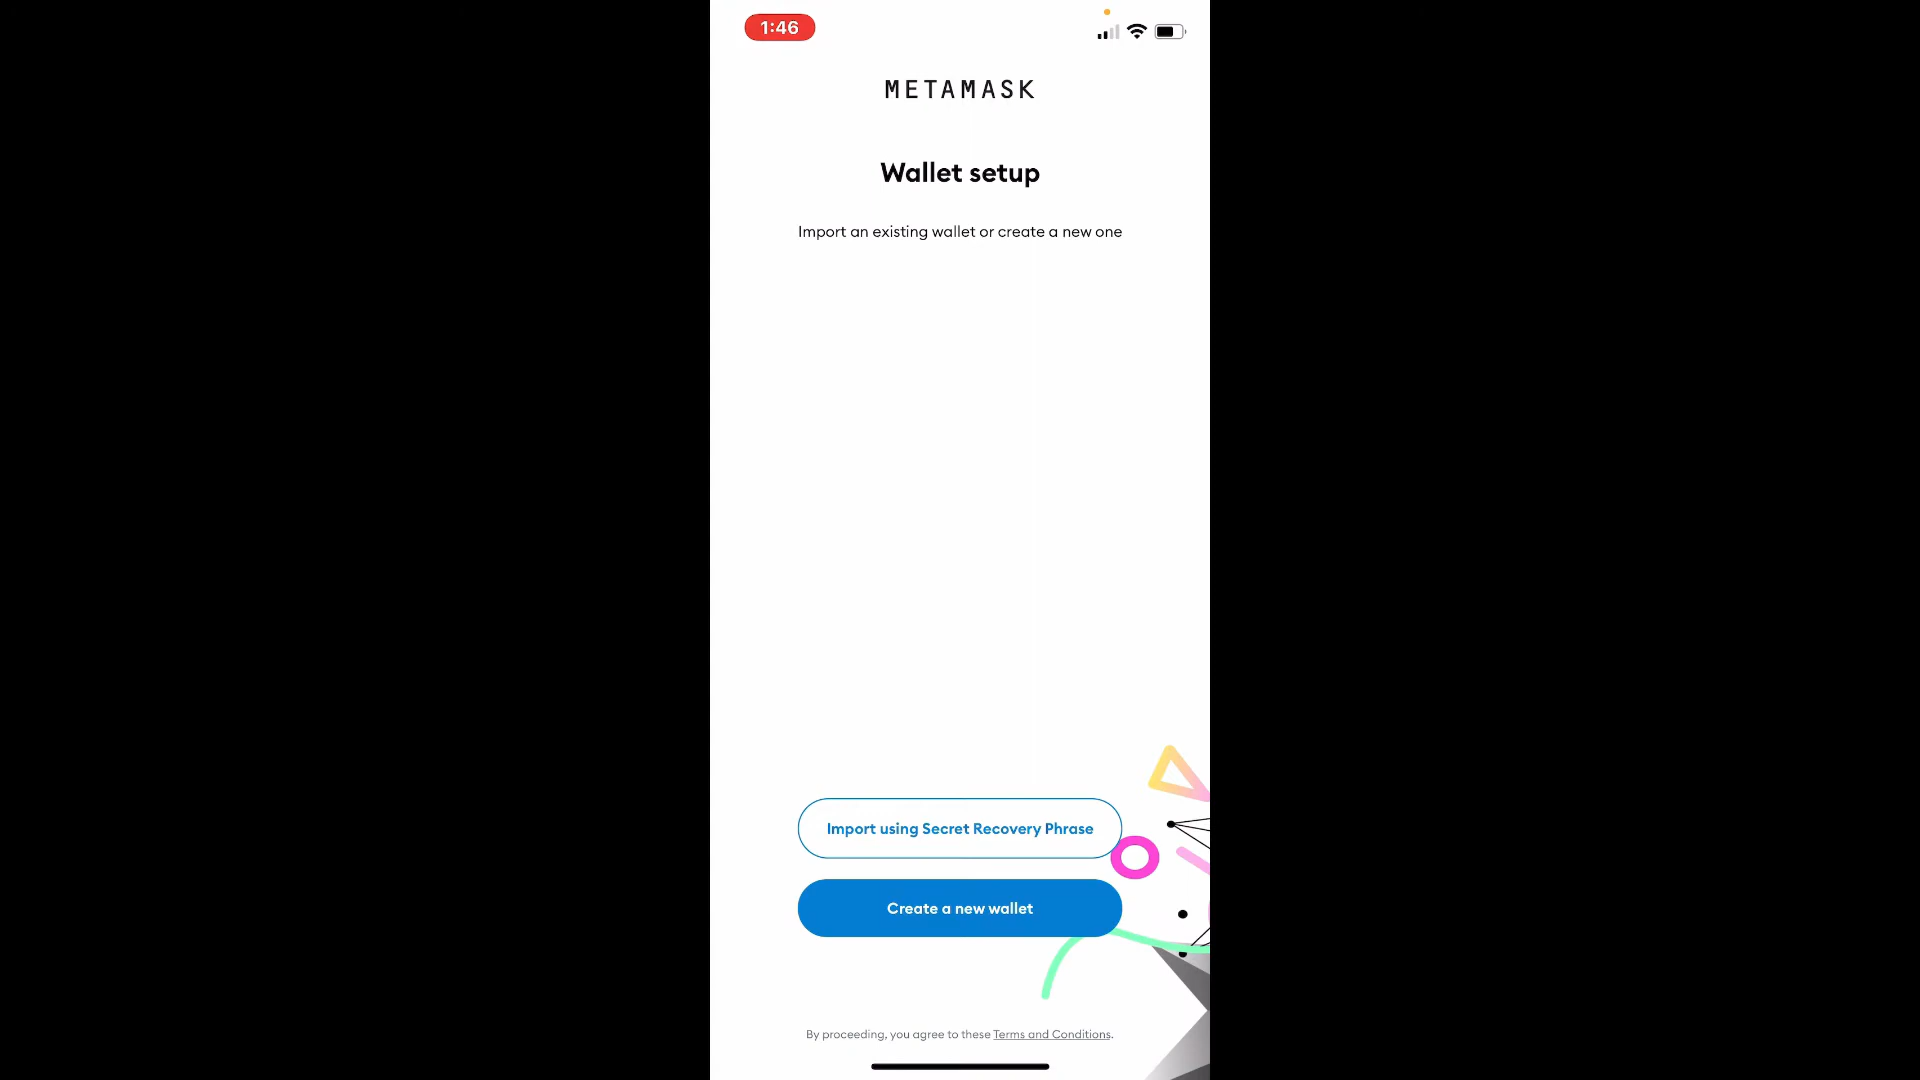 1:46
METAMASK
Wallet setup
Import an existing wallet or create a new one
Import using Secret Recovery Phrase
Create a new wallet
By proceeding, you agree to these Terms and Conditions.